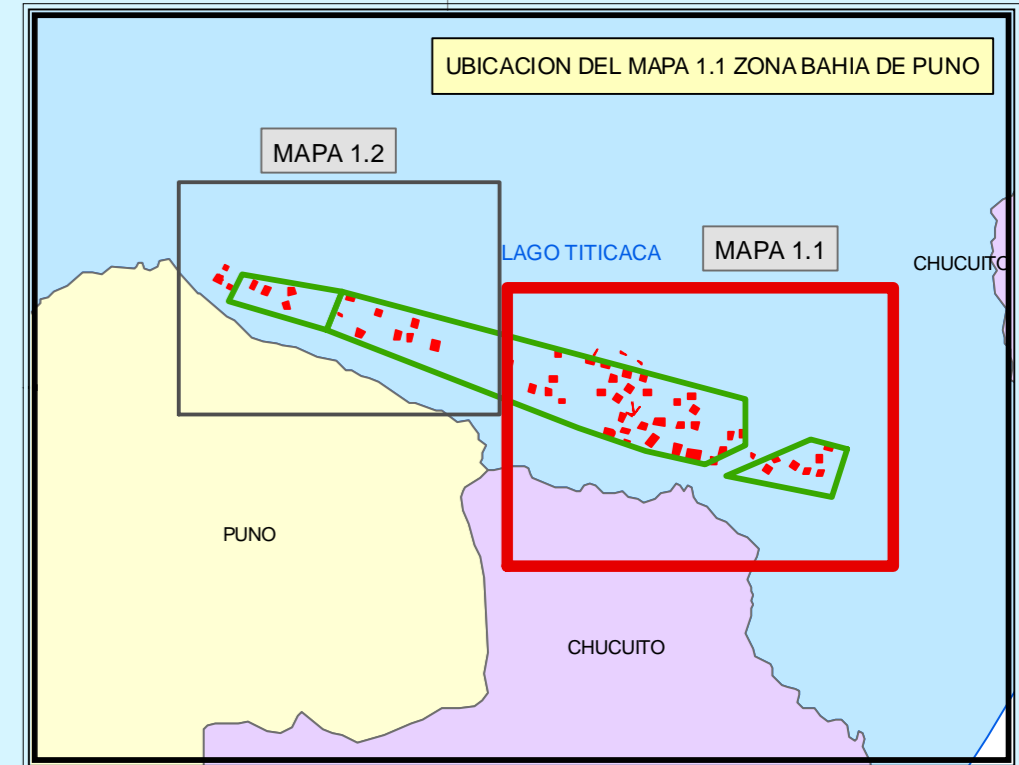 UBICACION DEL MAPA 1.1 ZONA BAHIA DE PUNO
MAPA 1.2
LAGO TITICACA
MAPA 1.1
CHUCUITO
PUNO
CHUCUITO